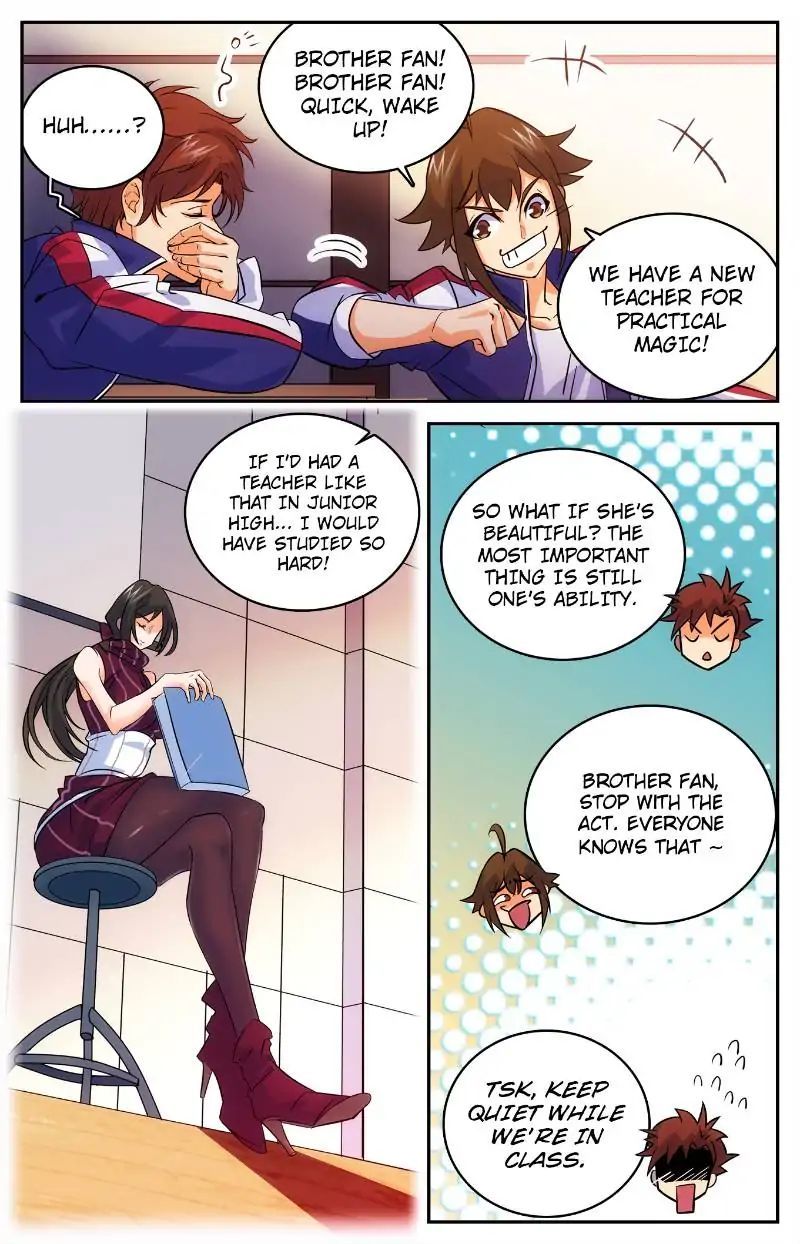 HUH......?
BROTHER FAN!
BROTHER FAN!
QUICK, WAKE
UP!
WE HAVE A NEW
TEACHER FOR
PRACTICAL
MAGIC!
IF I'D HAD A
TEACHER LIKE
THAT IN JUNIOR
HIGH... I WOULD
HAVE STUDIED SO
HARD!
SO WHAT IF SHE'S
BEAUTIFUL? THE
MOST IMPORTANT
THING IS STILL
ONE'S ABILITY.
BROTHER FAN,
STOP WITH THE
ACT. EVERYONE
KNOWS THAT ~
TSK, KEEP
QUIET WHILE
WE'RE IN
CLASS.